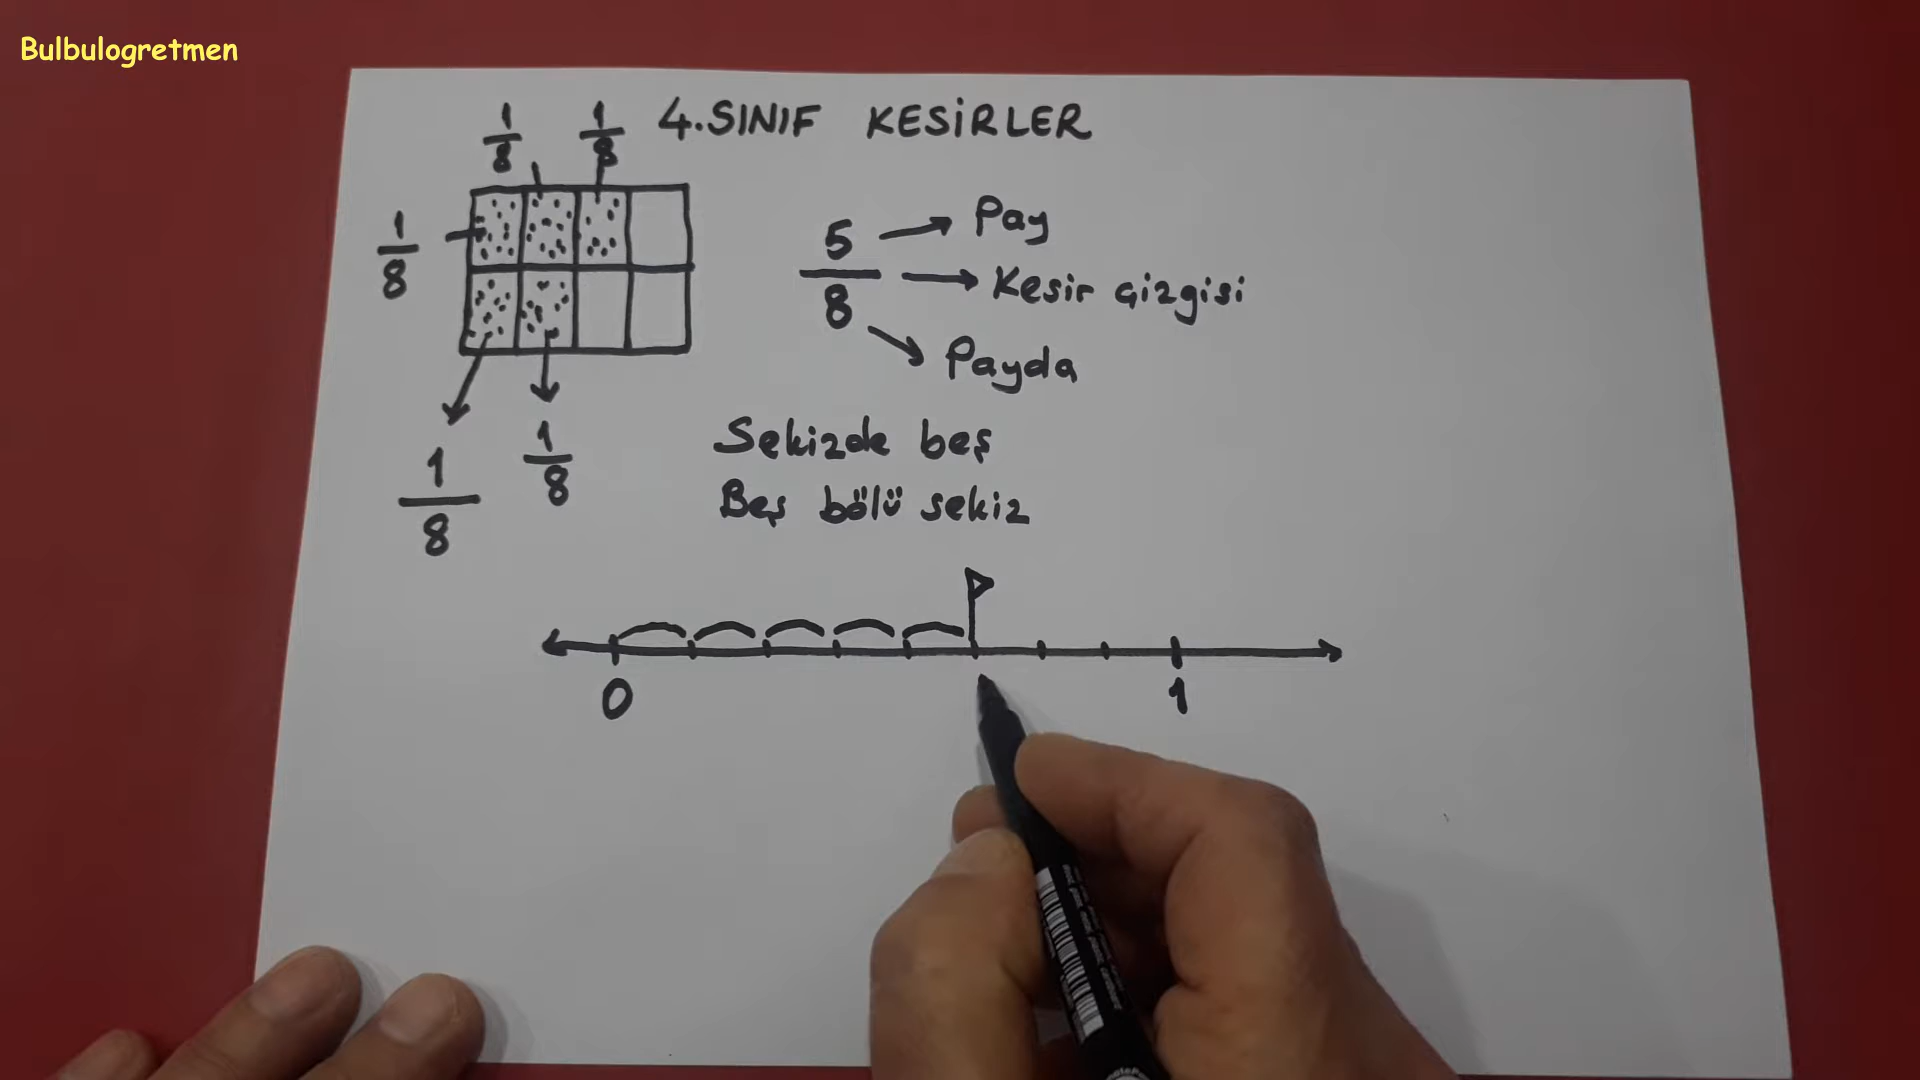 Bulbulogretmen
4.SINIF KESİRLER
1/8
1/8
1/8
1/8
1/8
5/8
Pay
Kesir çizgisi
Payda
Sekizde beş
Beş bölü sekiz
0 1